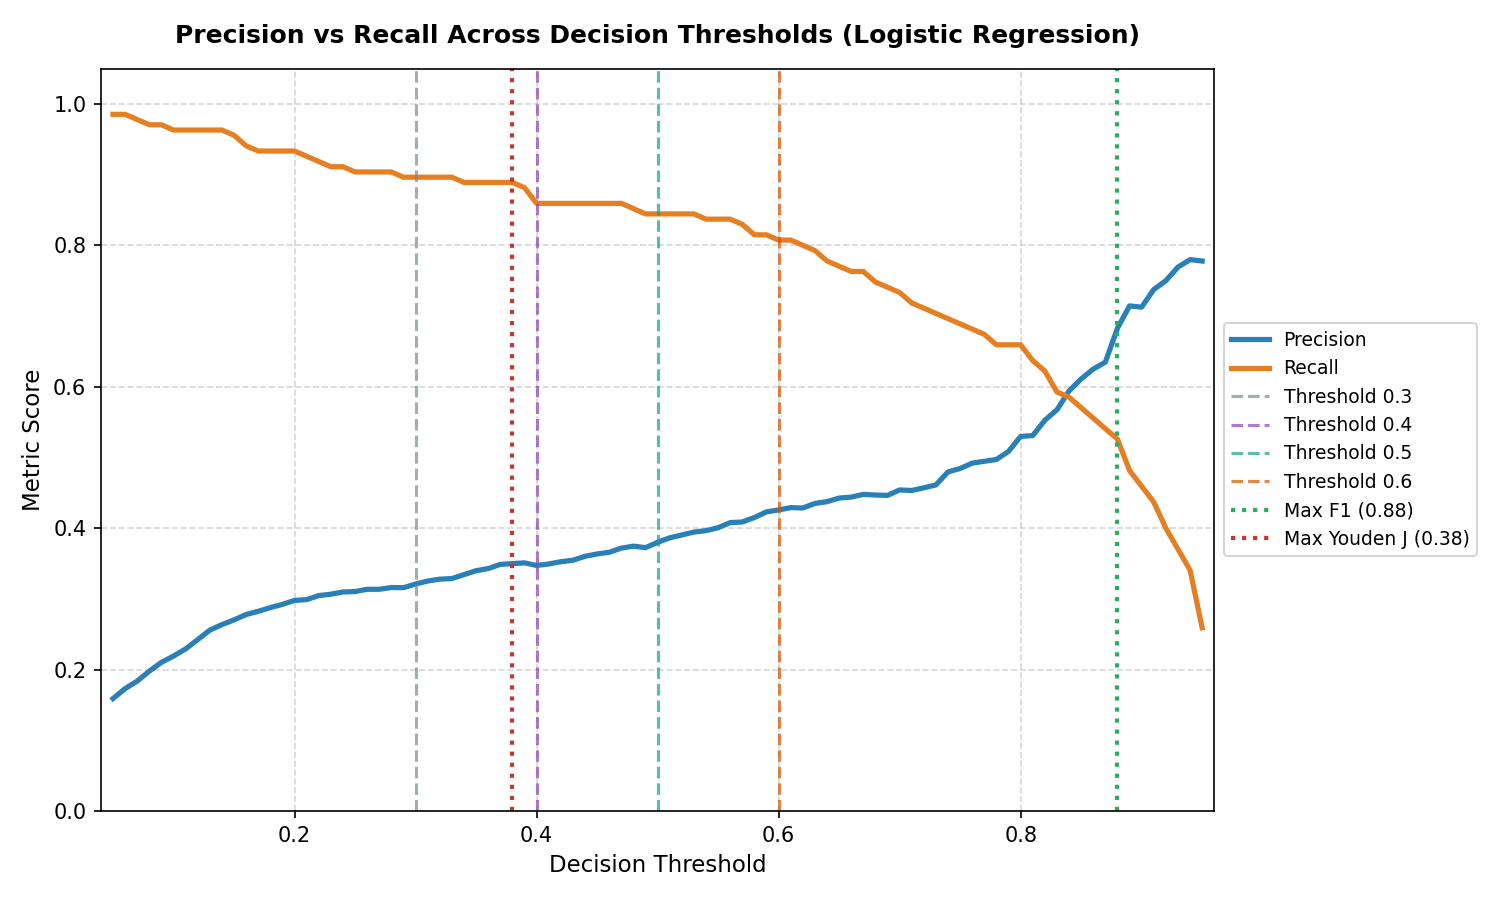 Precision vs Recall Across Decision Thresholds (Logistic Regression)
Metric Score
1.0
0.8
0.6
0.4
0.2
0.0
0.2
0.4
0.6
0.8
Decision Threshold
Precision
Recall
Threshold 0.3
Threshold 0.4
Threshold 0.5
Threshold 0.6
Max F1 (0.88)
Max Youden J (0.38)